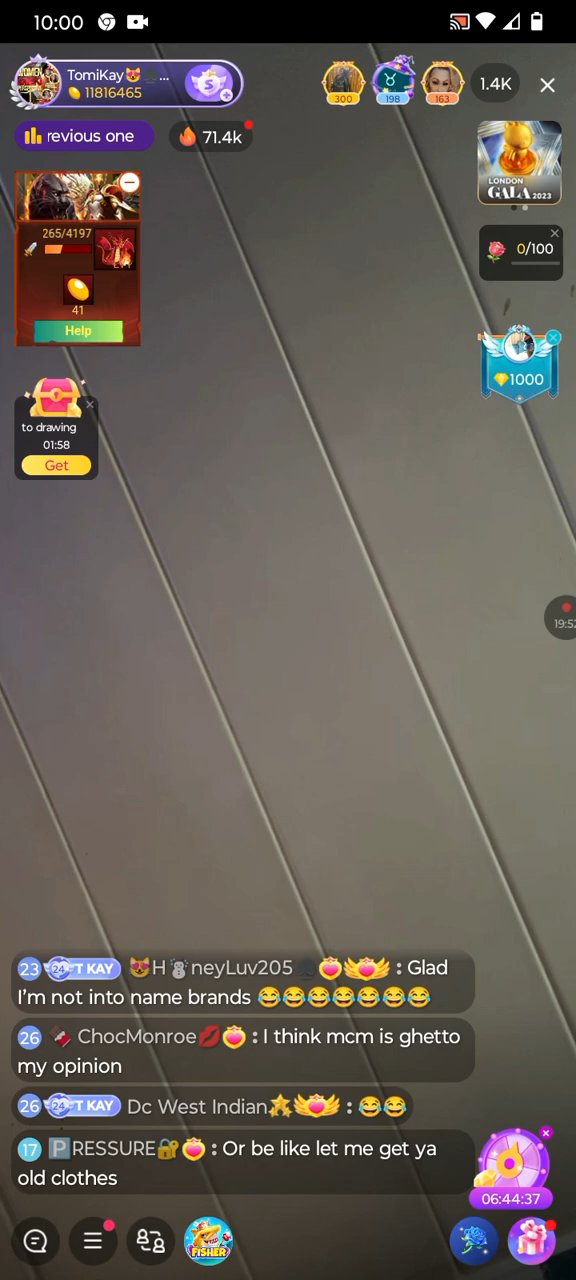 10:00
TomiKay😻 ...
11816465
S
300
198
163
1.4K
revious one
71.4k
LONDON
GALA 2023
265/4197
41
Help
0/100
1000
to drawing
01:58
Get
19:52
23 24 T KAY 😻H☃️neyLuv205 : Glad
I'm not into name brands 😂😂😂😂😂😂😂
26 🍫 ChocMonroe💋 : I think mcm is ghetto
my opinion
26 24 T KAY Dc West Indian : 😂😂
17 🅿️RESSURE🔐 : Or be like let me get ya
old clothes
06:44:37
FISHER